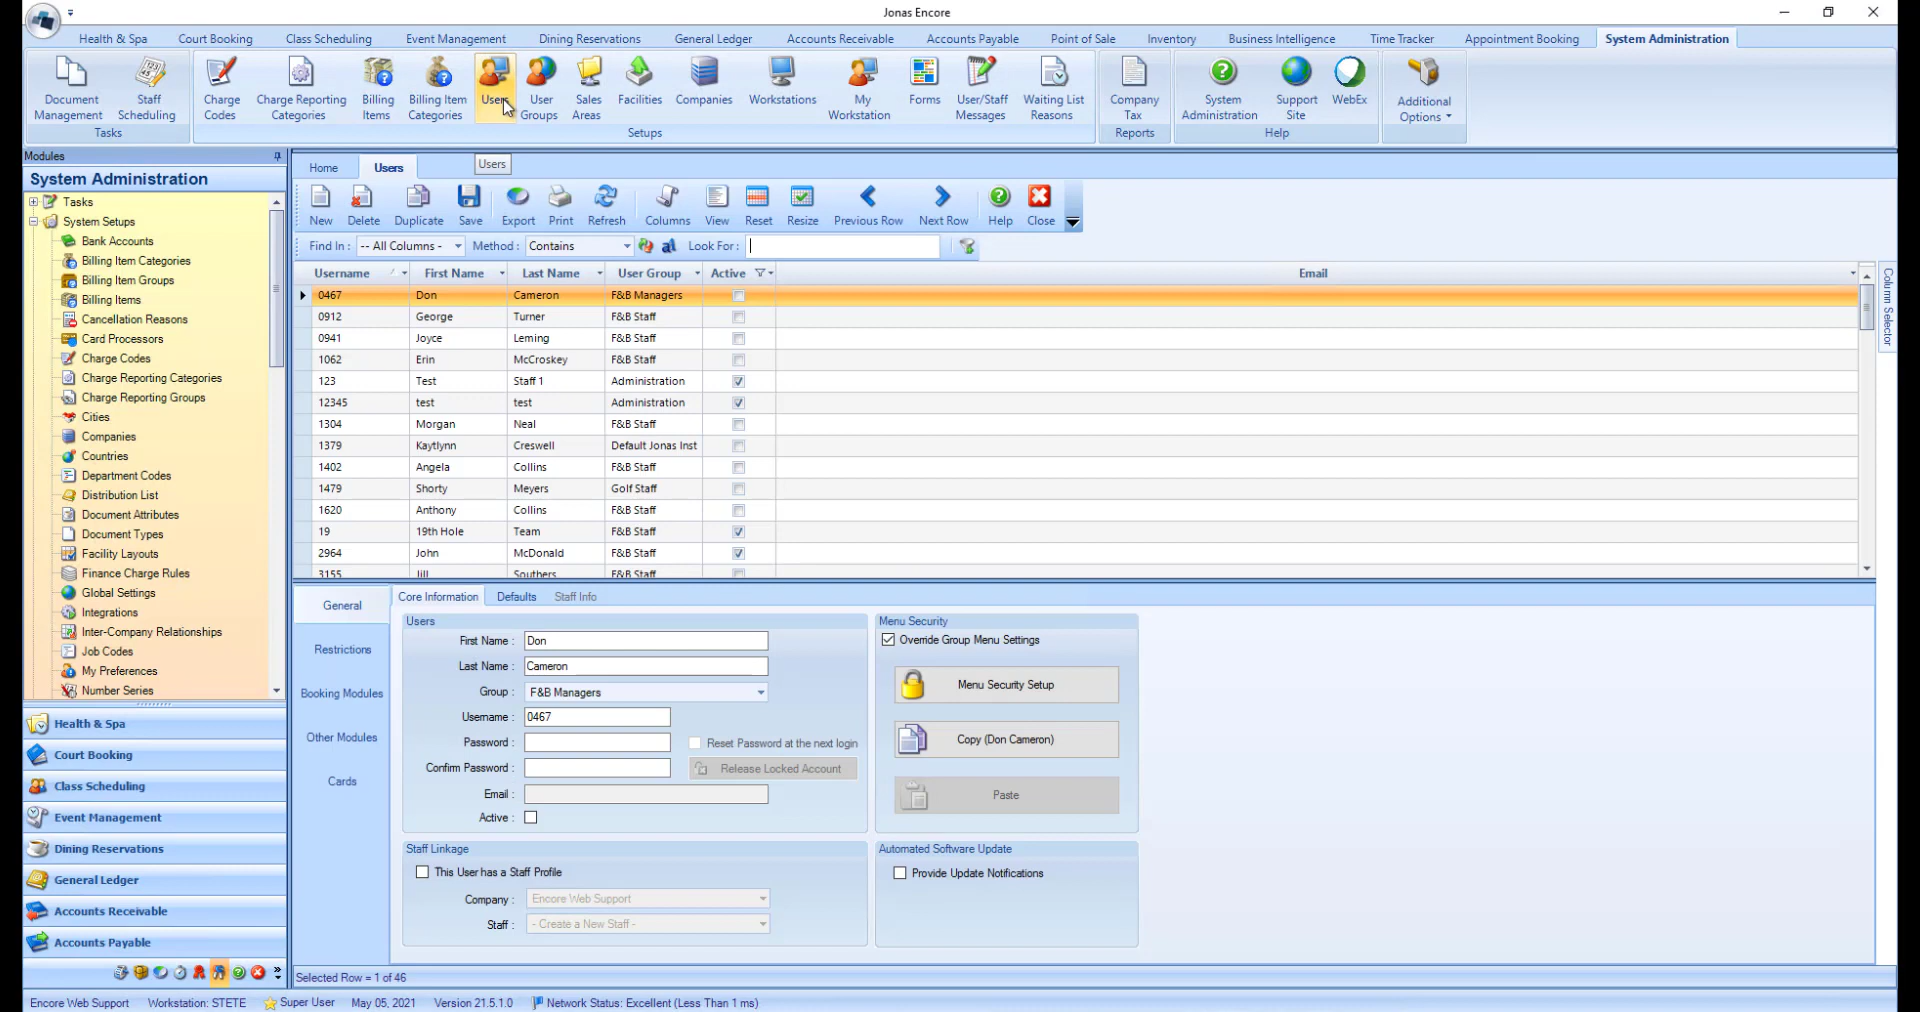 Jonas Encore
Health & Spa Court Booking Class Scheduling Event Management Dining Reservations General Ledger Accounts Receivable Accounts Payable Point of Sale Inventory Business Intelligence Time Tracker Appointment Booking System Administration
Document Management Staff Scheduling Charge Codes Charge Reporting Categories Billing Items Billing Item Categories Users User Groups Sales Areas Facilities Companies Workstations My Workstation Forms User/Staff Messages Waiting List Reasons Company Tax System Administration Support Site WebEx Additional Options
Tasks Setups Reports Help
Modules
System Administration
Tasks
System Setups
Bank Accounts
Billing Item Categories
Billing Item Groups
Billing Items
Cancellation Reasons
Card Processors
Charge Codes
Charge Reporting Categories
Charge Reporting Groups
Cities
Companies
Countries
Department Codes
Distribution List
Document Attributes
Document Types
Facility Layouts
Finance Charge Rules
Global Settings
Integrations
Inter-Company Relationships
Job Codes
My Preferences
Number Series
Health & Spa
Court Booking
Class Scheduling
Event Management
Dining Reservations
General Ledger
Accounts Receivable
Accounts Payable
Home Users Users
New Delete Duplicate Save Export Print Refresh Columns View Reset Resize Previous Row Next Row Help Close
Find In : -- All Columns - Method : Contains Look For :
Username First Name Last Name User Group Active Email
0467 Don Cameron F&B Managers
0912 George Turner F&B Staff
0941 Joyce Leming F&B Staff
1062 Erin McCroskey F&B Staff
123 Test Staff 1 Administration
12345 test test Administration
1304 Morgan Neal F&B Staff
1379 Kaytlynn Creswell Default Jonas Inst
1402 Angela Collins F&B Staff
1479 Shorty Meyers Golf Staff
1620 Anthony Collins F&B Staff
19 19th Hole Team F&B Staff
2964 John McDonald F&B Staff
3155 Jill Southers F&B Staff
Column Selector
General
Restrictions
Booking Modules
Other Modules
Cards
Core Information Defaults Staff Info
Users
First Name : Don
Last Name : Cameron
Group : F&B Managers
Username : 0467
Password : Reset Password at the next login
Confirm Password : Release Locked Account
Email :
Active :
Menu Security
Override Group Menu Settings
Menu Security Setup
Copy (Don Cameron)
Paste
Staff Linkage
This User has a Staff Profile
Company : Encore Web Support
Staff : - Create a New Staff -
Automated Software Update
Provide Update Notifications
Selected Row = 1 of 46
Encore Web Support Workstation: STETE Super User May 05, 2021 Version 21.5.1.0 Network Status: Excellent (Less Than 1 ms)